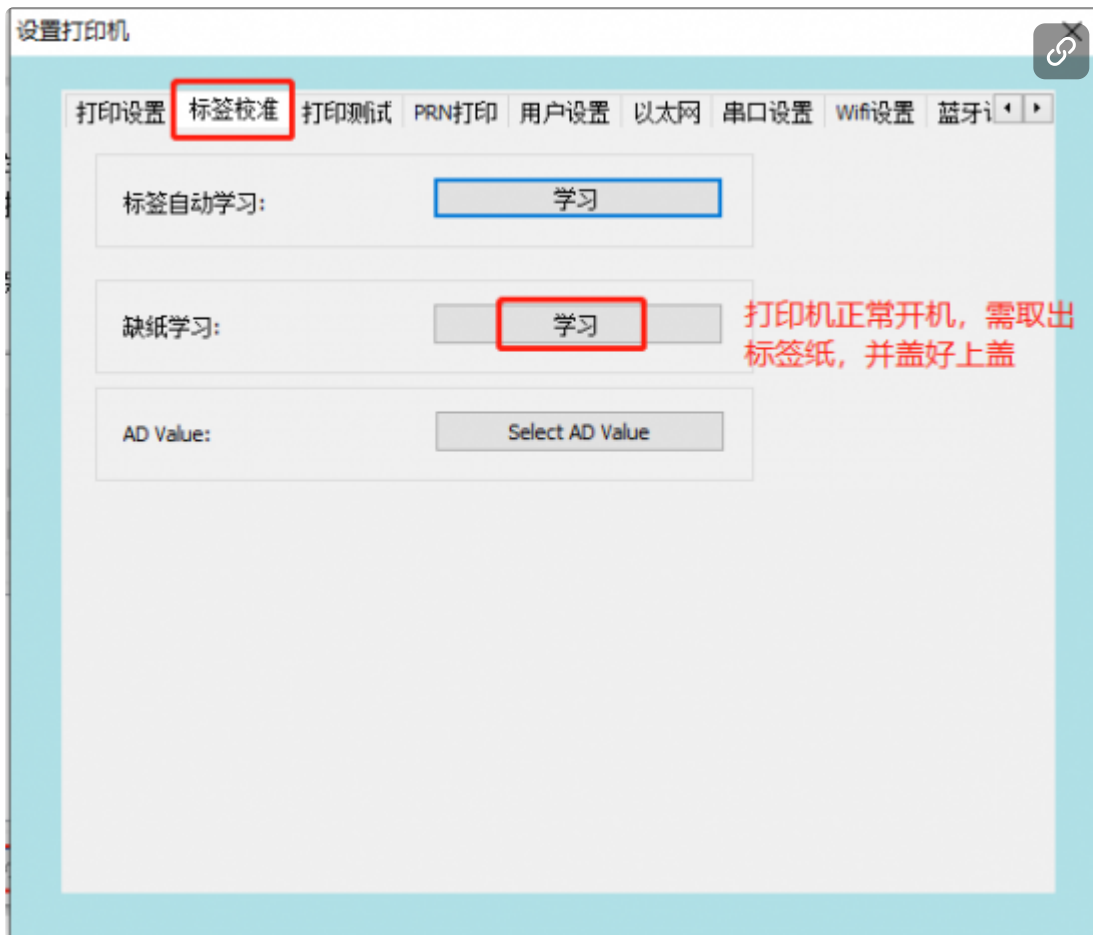 设置打印机
打印设置 标签校准 打印测试 PRN打印 用户设置 以太网 串口设置 Wifi设置 蓝牙
标签自动学习: 学习
缺纸学习: 学习
打印机正常开机，需取出
标签纸，并盖好上盖
AD Value: Select AD Value